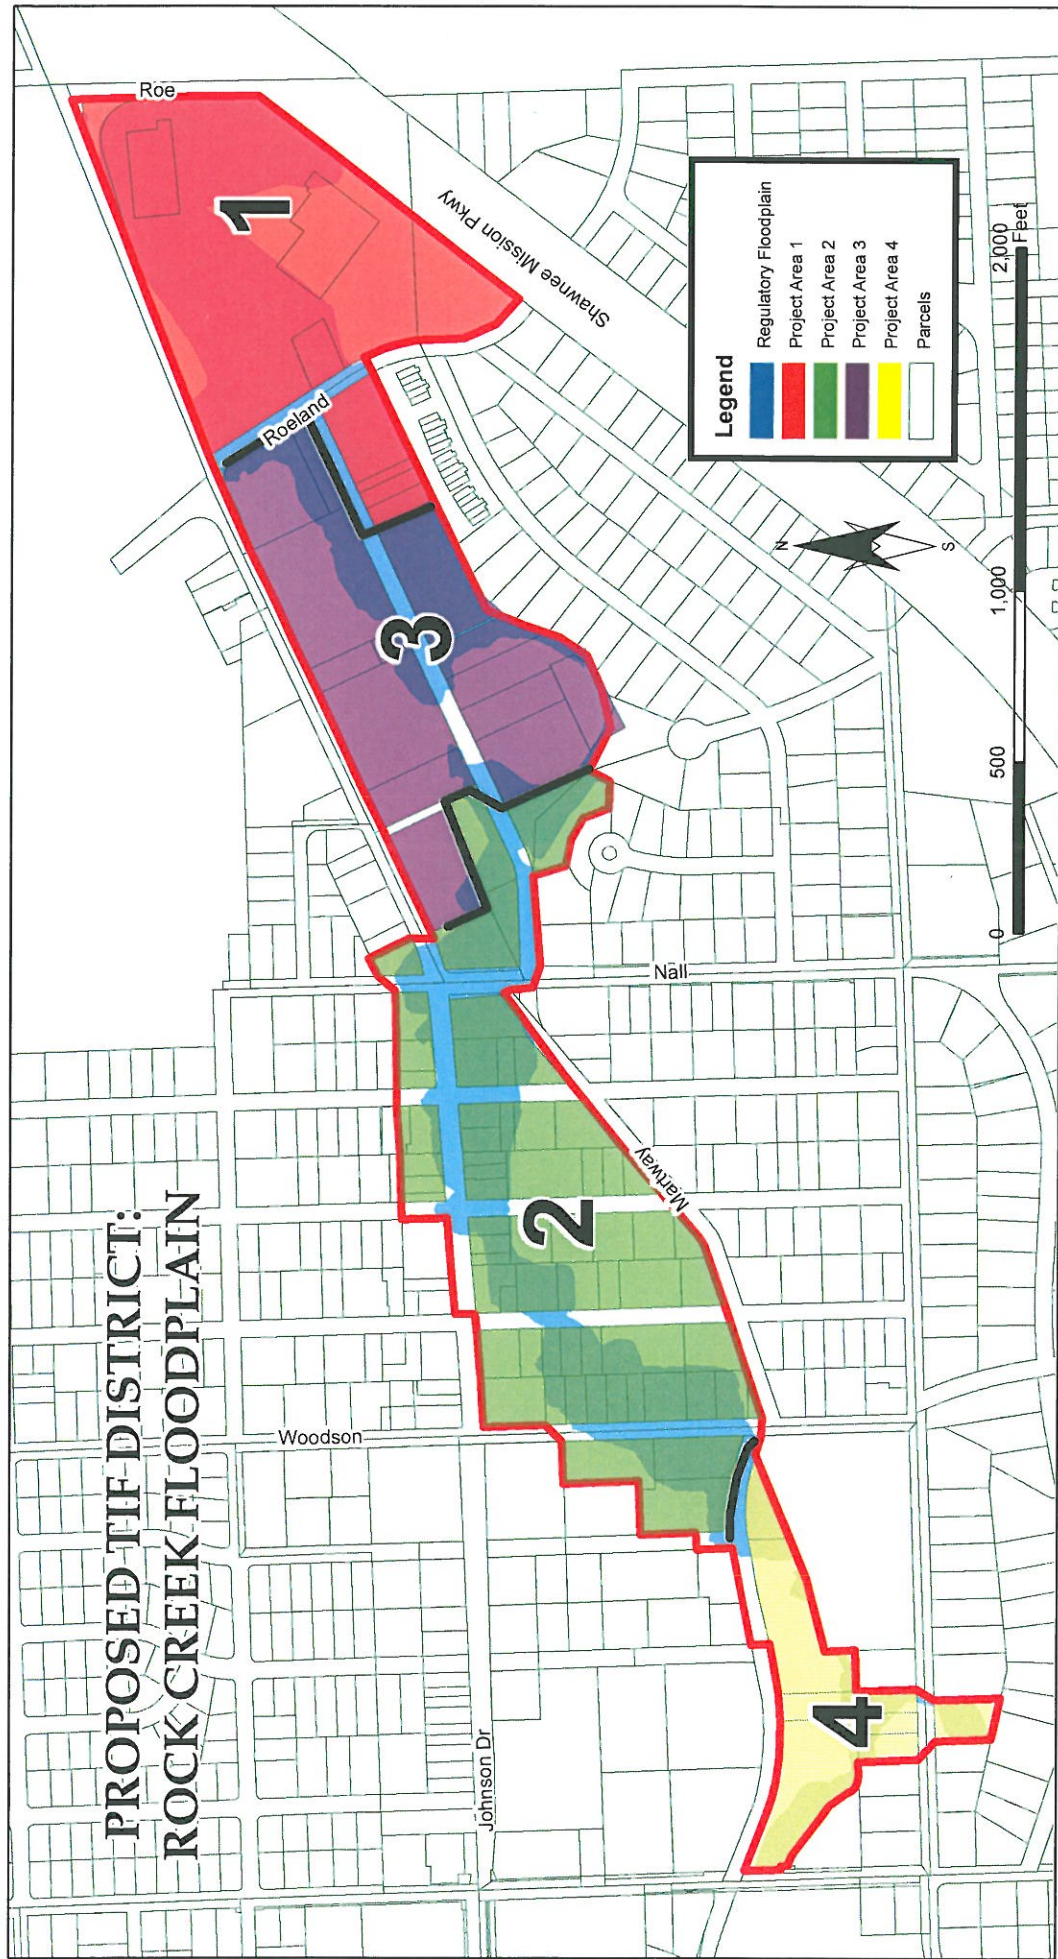 PROPOSED TIF DISTRICT:
ROCK CREEK FLOODPLAIN
Roe
1
Shawnee Mission Pkwy
Roeland
3
Nall
2
Martway
Woodson
Johnson Dr
4
Legend
Regulatory Floodplain
Project Area 1
Project Area 2
Project Area 3
Project Area 4
Parcels
N
S
0 500 1,000 2,000
Feet